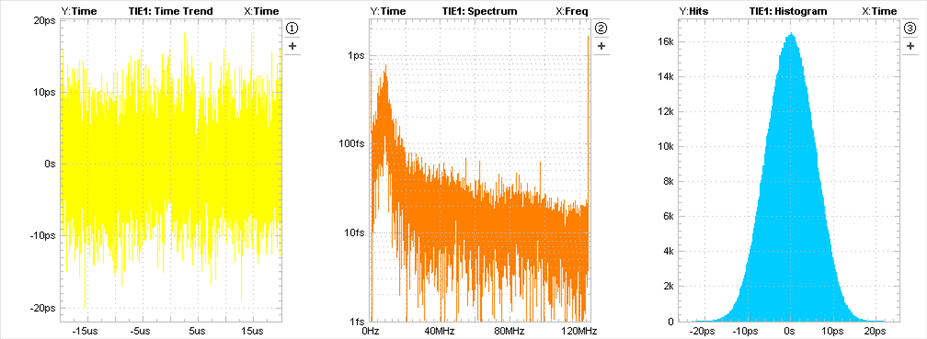 Y:Time TIE1: Time Trend X:Time ①
+
20ps
10ps
0s
-10ps
-20ps
-15us -5us 5us 15us
Y:Time TIE1: Spectrum X:Freq ②
+
1ps
100fs
10fs
1fs
0Hz 40MHz 80MHz 120MHz
Y:Hits TIE1: Histogram X:Time ③
+
16k
14k
12k
10k
8k
6k
4k
2k
0
-20ps -10ps 0s 10ps 20ps